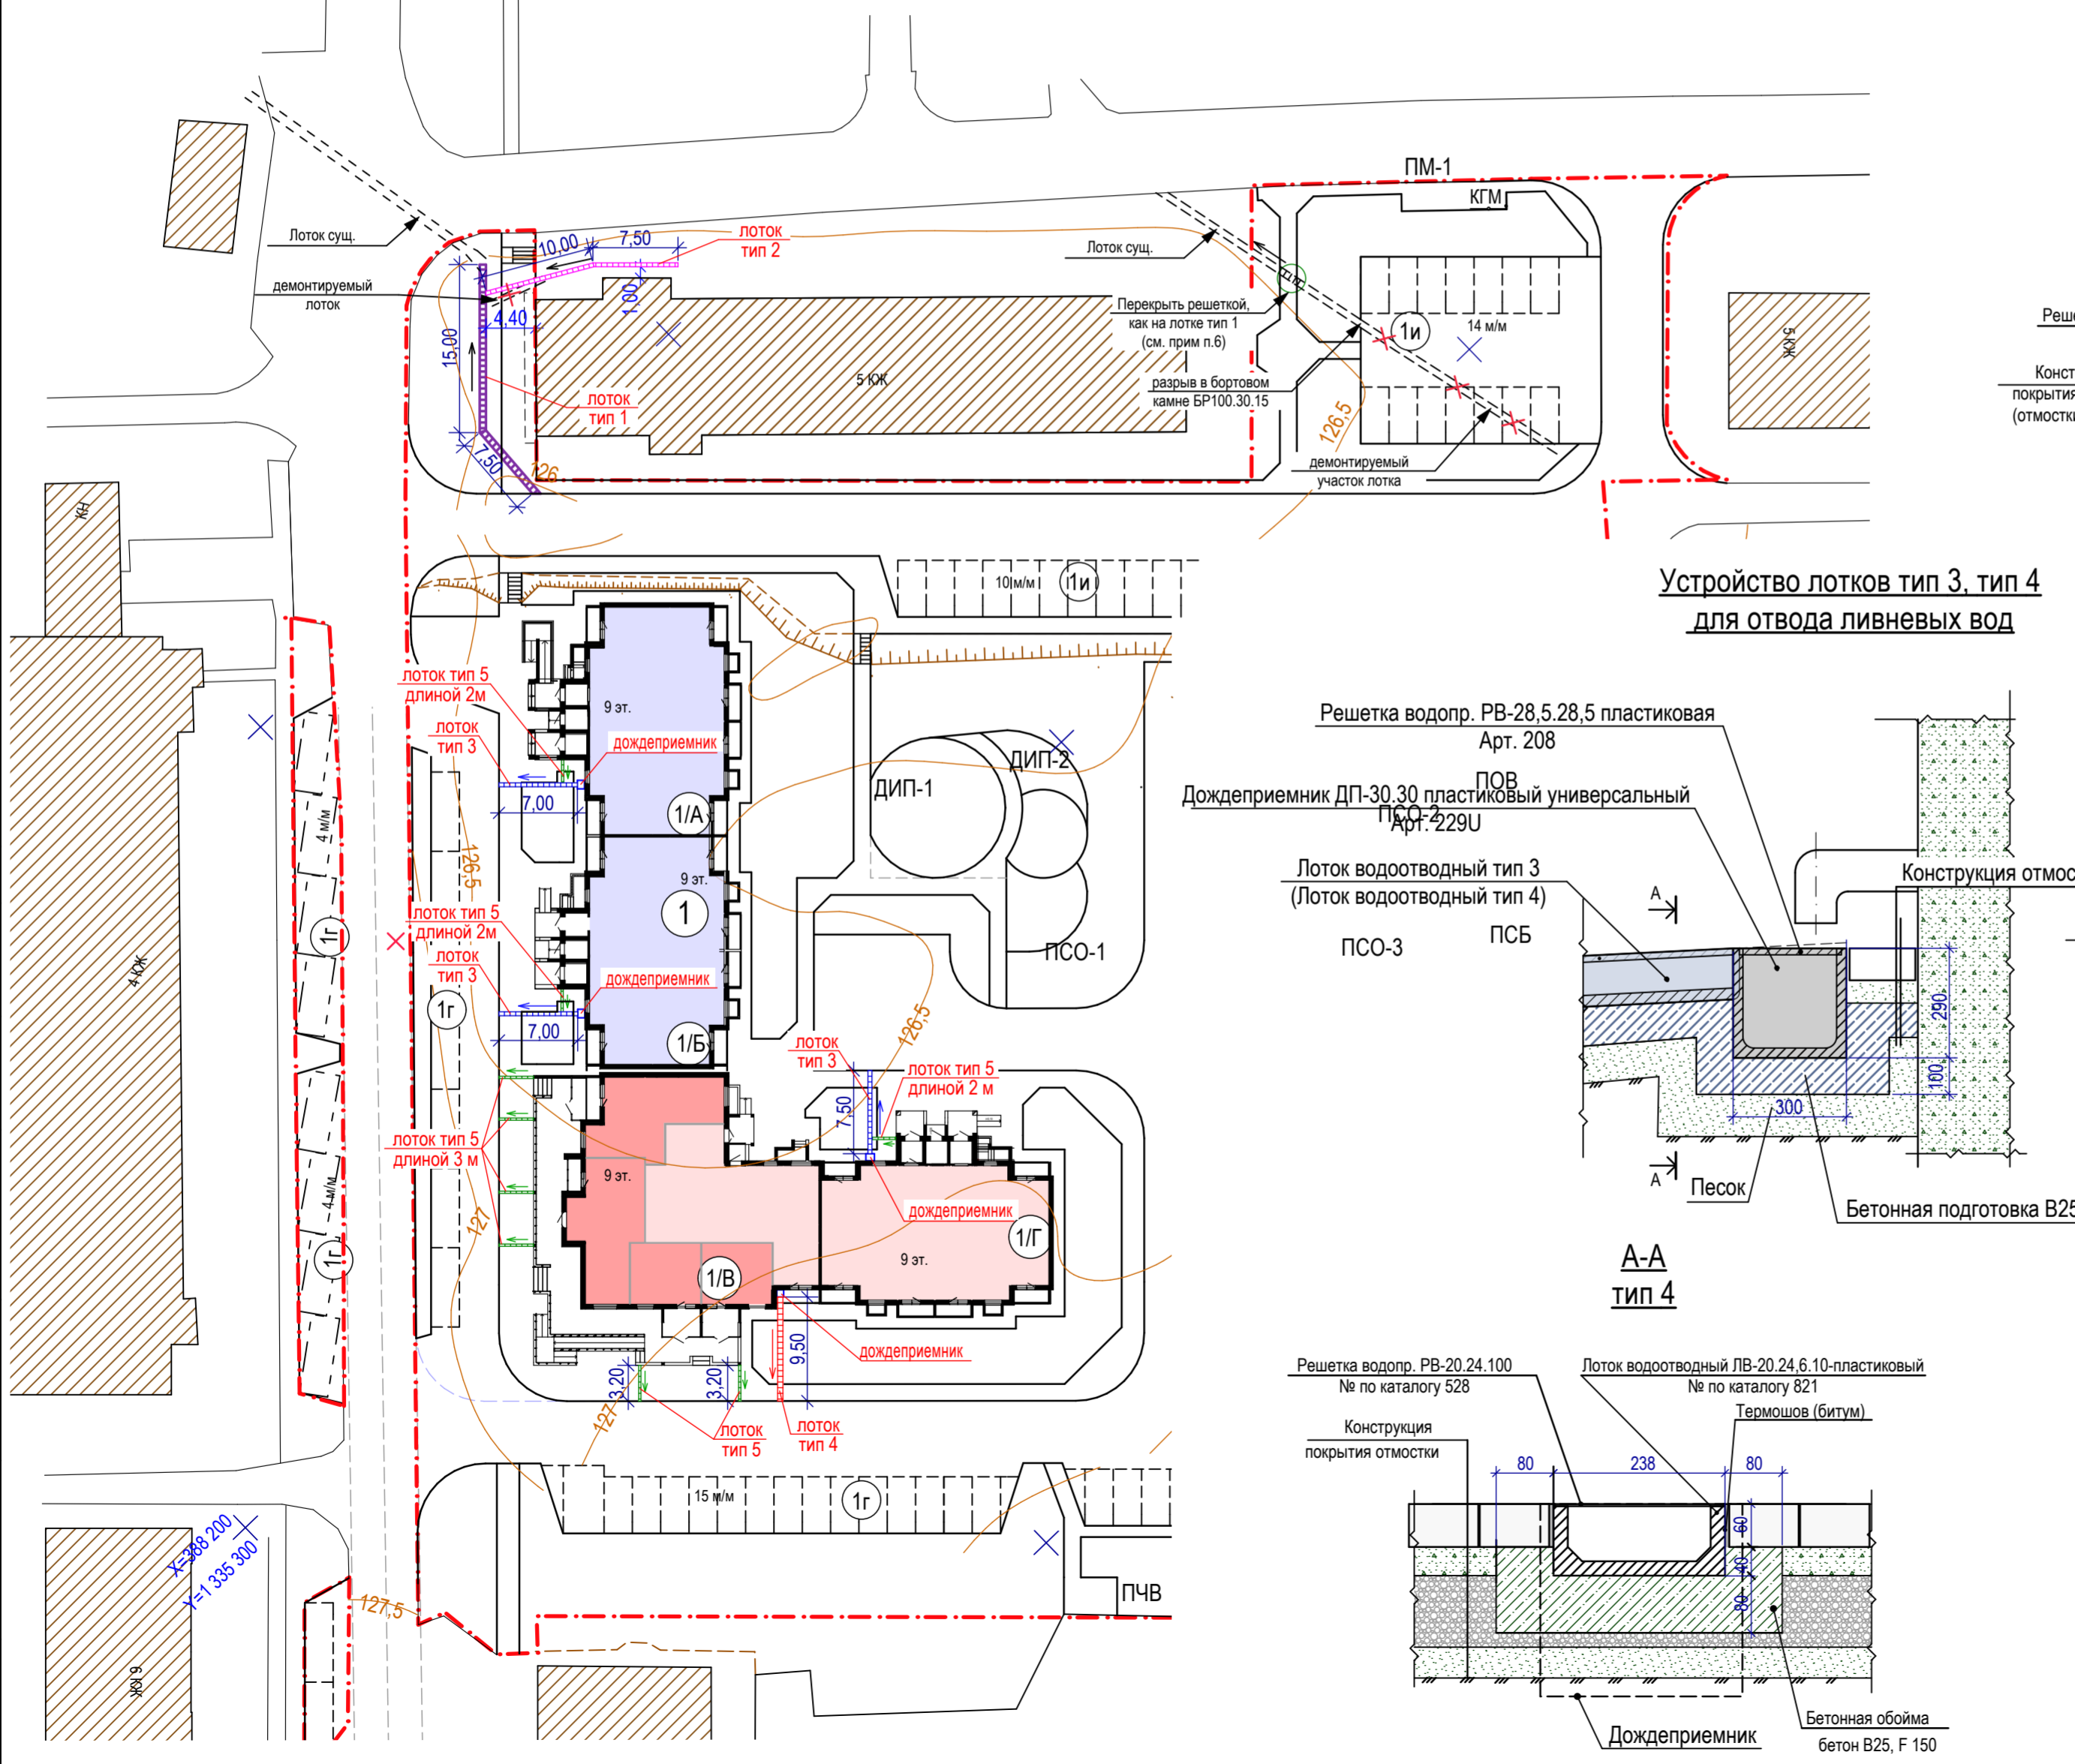 ПМ-1
КГМ
Лоток сущ.
10,00
7,50
лоток
тип 2
Лоток сущ.
демонтируемый
лоток
1,00
4,40
15,00
Перекрыть решеткой,
как на лотке тип 1
(см. прим п.6)
1и
14 м/м
5 КЖ
5 КЖ
разрыв в бортовом
камне БР100.30.15
лоток
тип 1
126,5
7,50
126
демонтируемый
участок лотка
Реше
Конст
покрытия
(отмостки
КН
10 м/м
1и
Устройство лотков тип 3, тип 4
для отвода ливневых вод
лоток тип 5
длиной 2м
9 эт.
лоток
тип 3
дождеприемник
7,00
1/А
ДИП-1
ДИП-2
4 м/м
126,5
9 эт.
1
1г
лоток тип 5
длиной 2м
4 КЖ
лоток
тип 3
дождеприемник
1г
7,00
1/Б
ПСО-1
126,5
Решетка водопр. РВ-28,5.28,5 пластиковая
Арт. 208
ПОВ
Дождеприемник ДП-30.30 пластиковый универсальный
ПСО-2
Арт. 229U
Лоток водоотводный тип 3
(Лоток водоотводный тип 4)
ПСО-3
ПСБ
А
Конструкция отмос
290
100
300
А
Песок
Бетонная подготовка В25
лоток
тип 3
лоток тип 5
длиной 2 м
7,50
лоток тип 5
длиной 3 м
9 эт.
4 м/м
127
дождеприемник
1/Г
9 эт.
1г
1/В
9,50
дождеприемник
3,20
3,20
127
лоток
тип 5
лоток
тип 4
А-А
тип 4
Решетка водопр. РВ-20.24.100
№ по каталогу 528
Лоток водоотводный ЛВ-20.24,6.10-пластиковый
№ по каталогу 821
Термошов (битум)
Конструкция
покрытия отмостки
80
238
80
60
40
80
Дождеприемник
Бетонная обойма
бетон В25, F 150
15 м/м
1г
X=388 200
Y=1 335 300
127,5
ПЧВ
9 КЖ